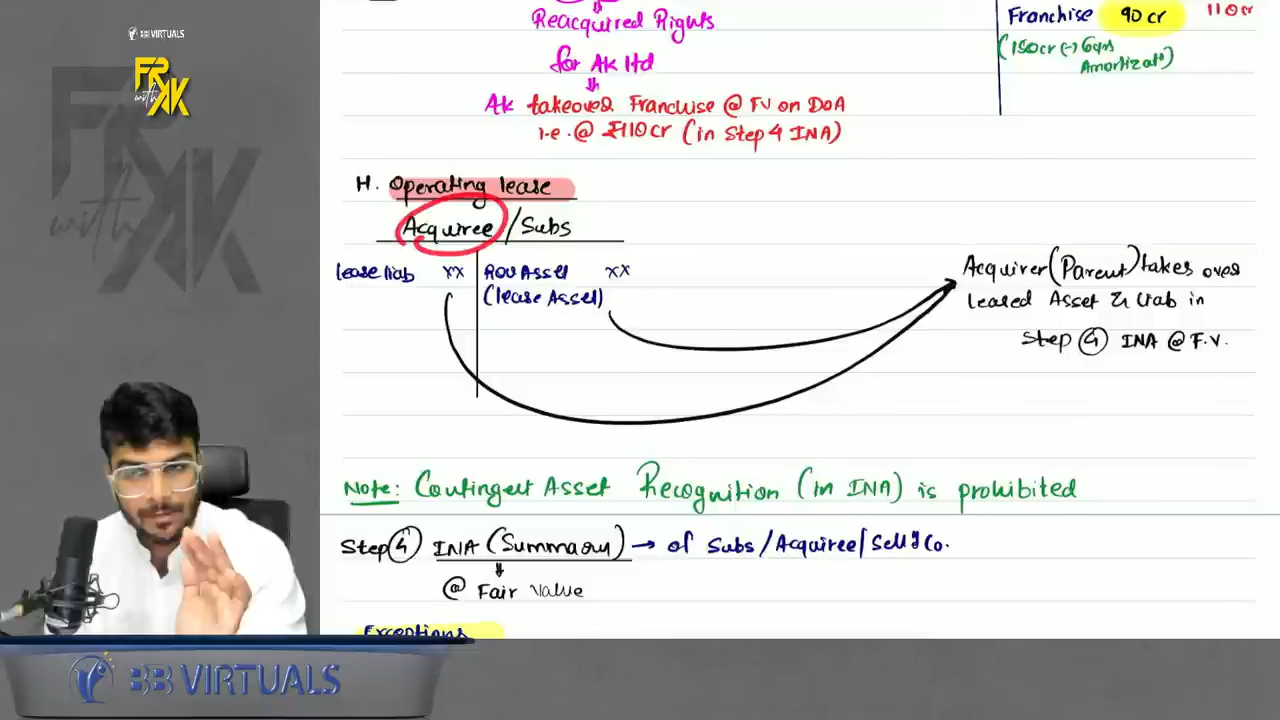 BB VIRTUALS
FR
with
AK
Reacquired Rights
for Ak ltd
Ak takeover Franchise @ FV on DOA
i.e. @ ₹110cr (in Step 4 INA)
Franchise 90 cr 110cr
(150cr (-) 6yrs
Amortizatn)
H. Operating lease
Acquiree / Subs
lease liab xx ROU Asset xx
(lease Asset)
Acquirer (Parent) takes over
leased Asset & Liab in
Step 4 INA @ F.V.
Note: Contingent Asset Recognition (in INA) is prohibited
Step 4 INA (Summary) → of Subs/Acquiree/Sell^g Co.
@ Fair Value
Exceptions
BB VIRTUALS